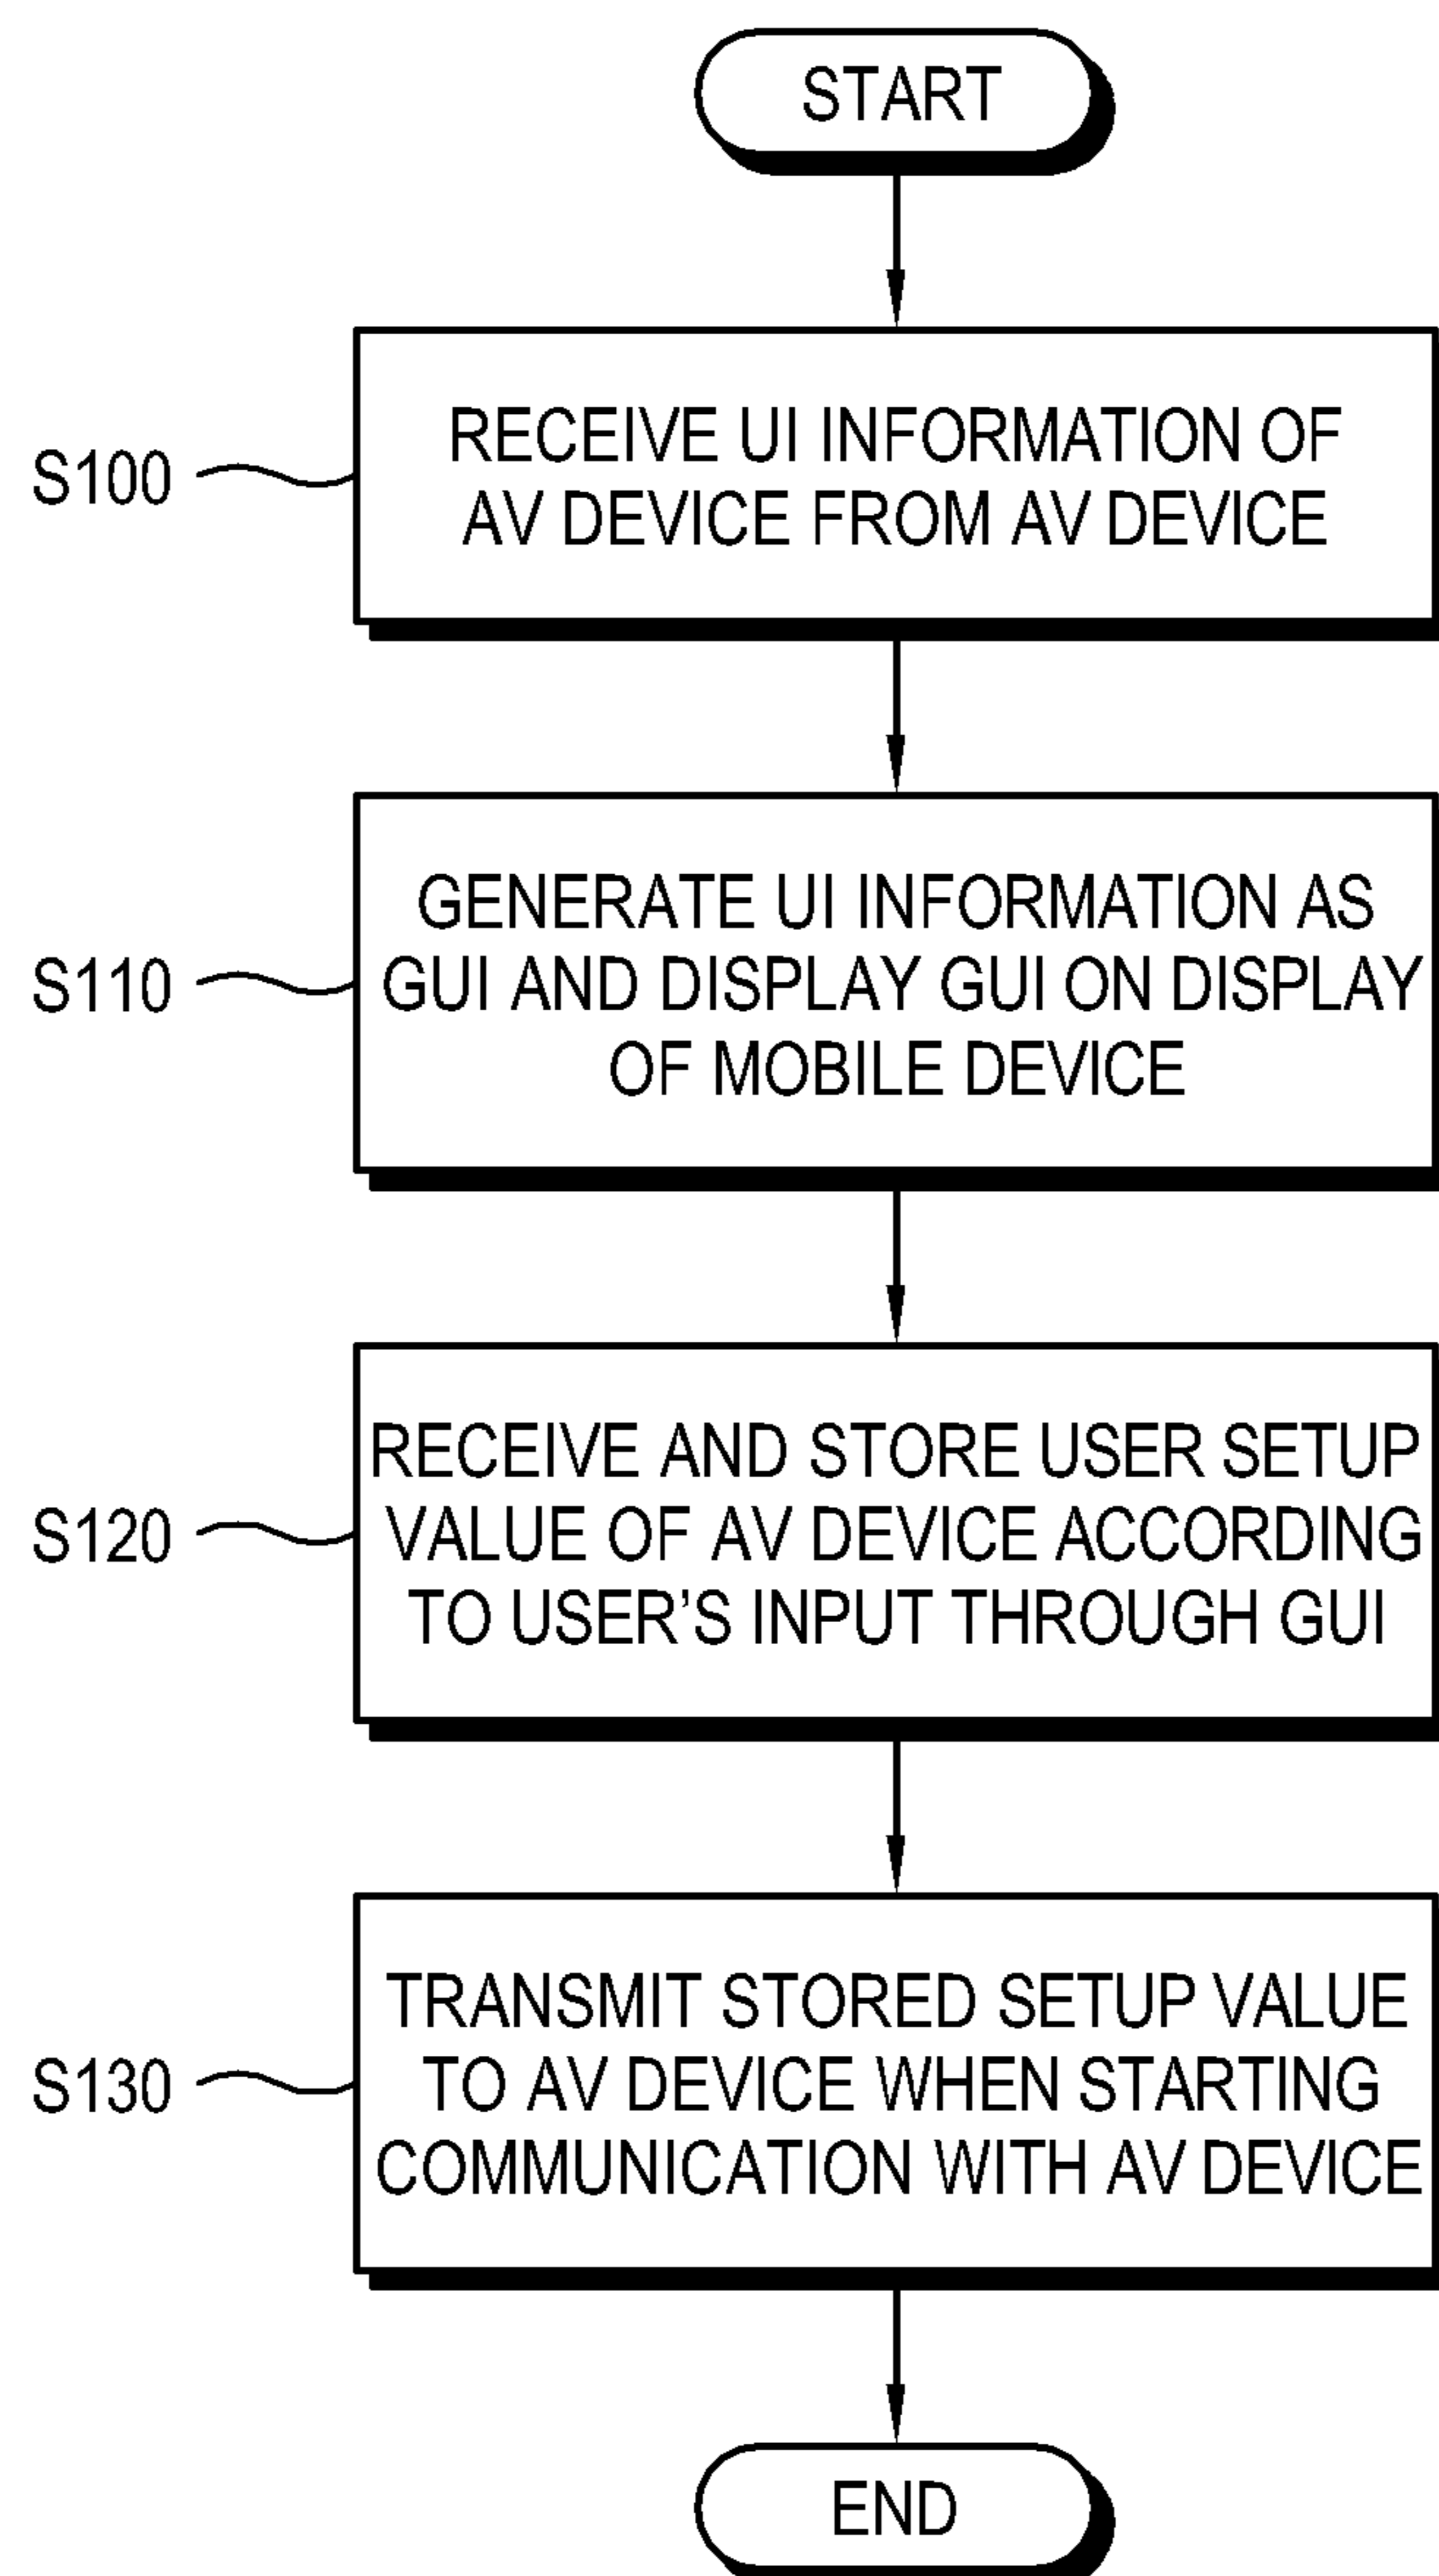 START
S100
RECEIVE UI INFORMATION OF
AV DEVICE FROM AV DEVICE
S110
GENERATE UI INFORMATION AS
GUI AND DISPLAY GUI ON DISPLAY
OF MOBILE DEVICE
S120
RECEIVE AND STORE USER SETUP
VALUE OF AV DEVICE ACCORDING
TO USER’S INPUT THROUGH GUI
S130
TRANSMIT STORED SETUP VALUE
TO AV DEVICE WHEN STARTING
COMMUNICATION WITH AV DEVICE
END